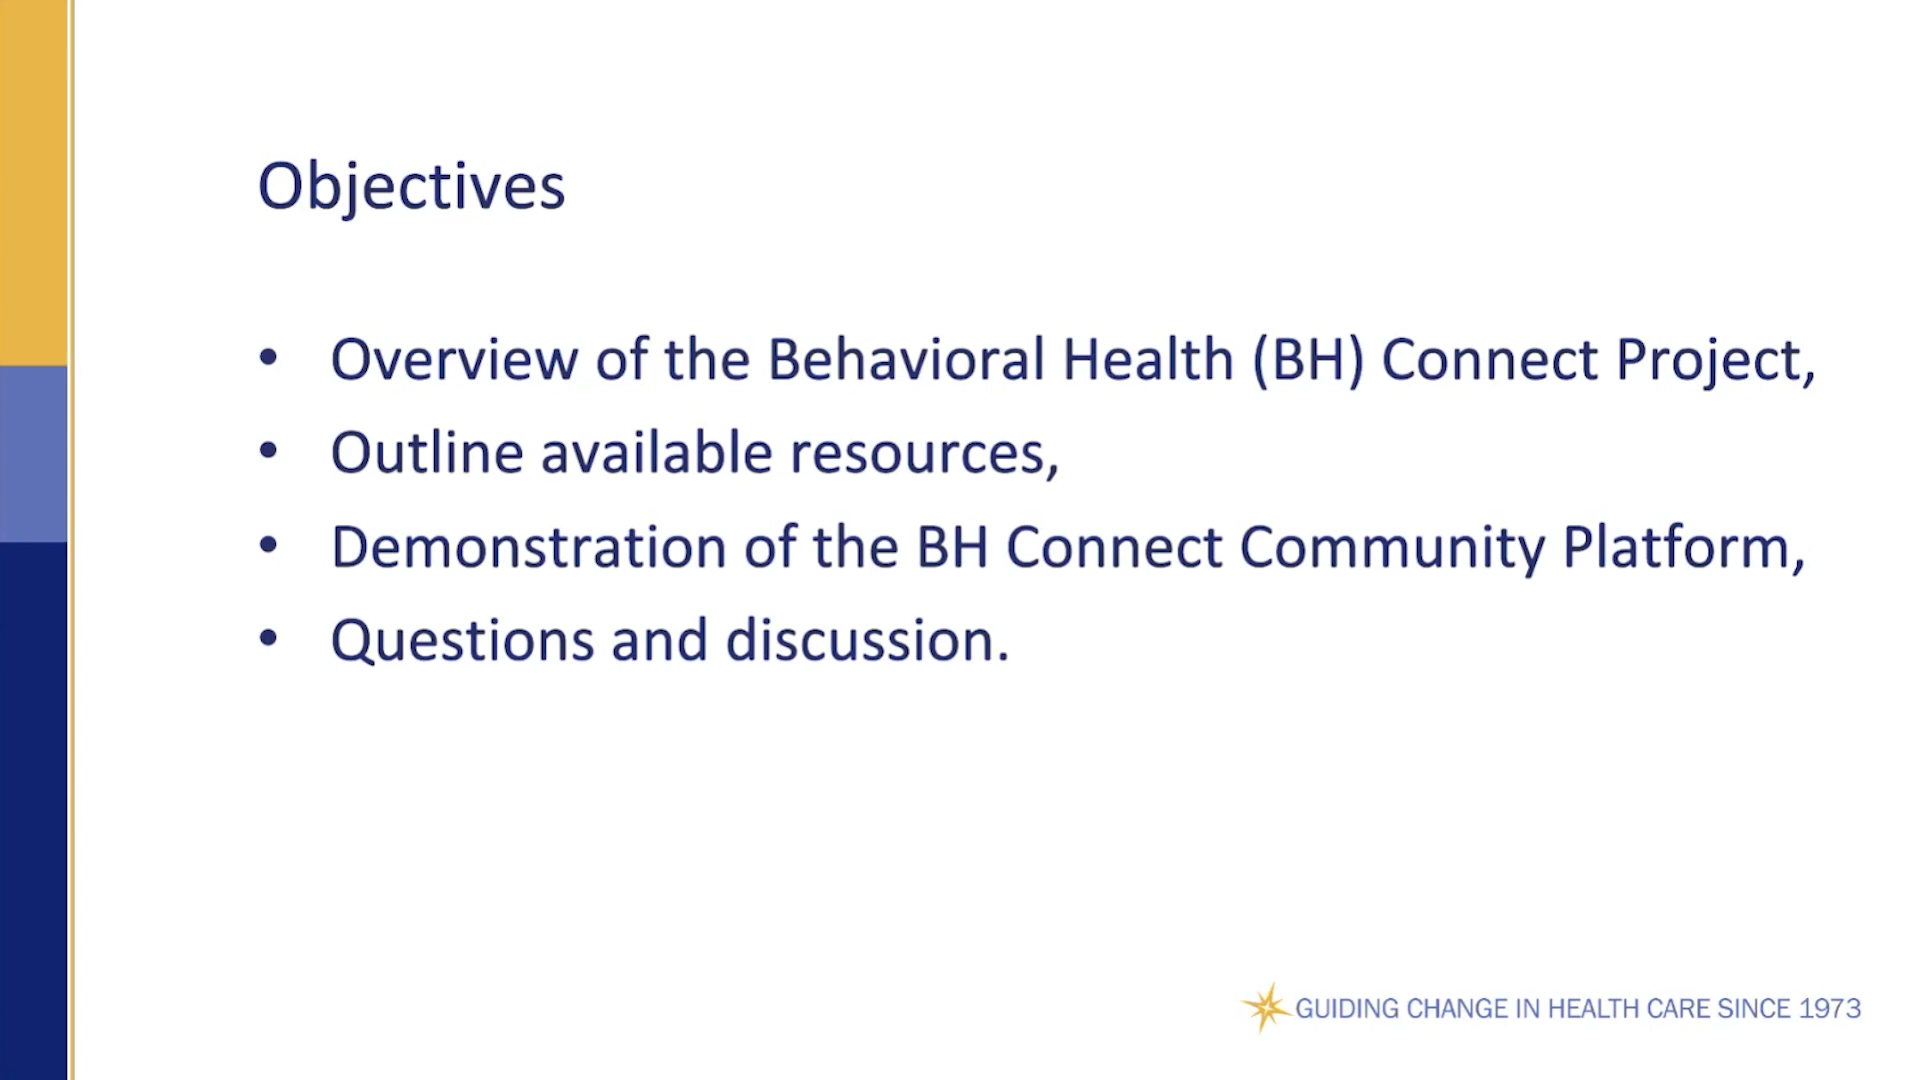 Objectives
• Overview of the Behavioral Health (BH) Connect Project,
• Outline available resources,
• Demonstration of the BH Connect Community Platform,
• Questions and discussion.
GUIDING CHANGE IN HEALTH CARE SINCE 1973